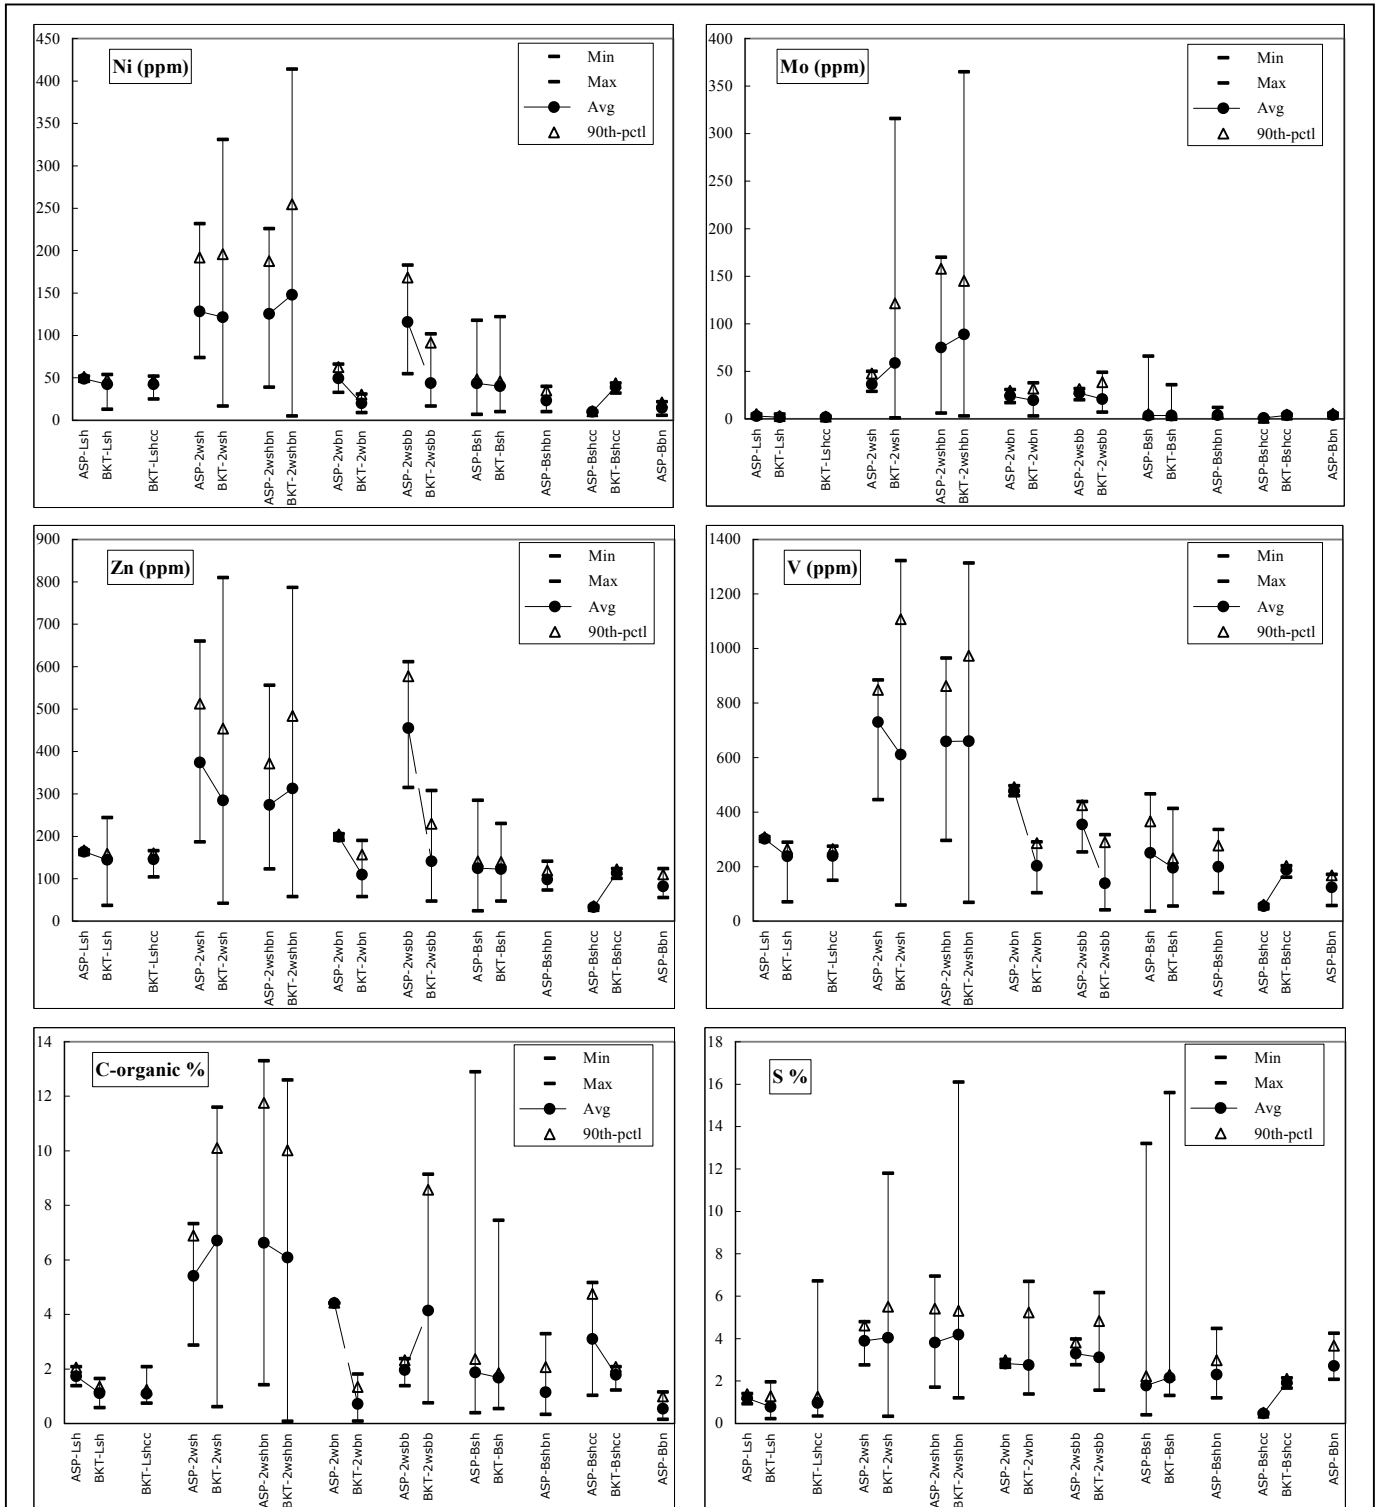 Ni (ppm)
Min
Max
Avg
90th-pctl
450
400
350
300
250
200
150
100
50
0
ASP-Lsh
BKT-Lsh
BKT-Lshcc
ASP-2wsh
BKT-2wsh
ASP-2wshbn
BKT-2wshbn
ASP-2wbn
BKT-2wbn
ASP-2wsbb
BKT-2wsbb
ASP-Bsh
BKT-Bsh
ASP-Bshbn
ASP-Bshcc
BKT-Bshcc
ASP-Bbn
Mo (ppm)
Min
Max
Avg
90th-pctl
400
350
300
250
200
150
100
50
0
ASP-Lsh
BKT-Lsh
BKT-Lshcc
ASP-2wsh
BKT-2wsh
ASP-2wshbn
BKT-2wshbn
ASP-2wbn
BKT-2wbn
ASP-2wsbb
BKT-2wsbb
ASP-Bsh
BKT-Bsh
ASP-Bshbn
ASP-Bshcc
BKT-Bshcc
ASP-Bbn
Zn (ppm)
Min
Max
Avg
90th-pctl
900
800
700
600
500
400
300
200
100
0
ASP-Lsh
BKT-Lsh
BKT-Lshcc
ASP-2wsh
BKT-2wsh
ASP-2wshbn
BKT-2wshbn
ASP-2wbn
BKT-2wbn
ASP-2wsbb
BKT-2wsbb
ASP-Bsh
BKT-Bsh
ASP-Bshbn
ASP-Bshcc
BKT-Bshcc
ASP-Bbn
V (ppm)
Min
Max
Avg
90th-pctl
1400
1200
1000
800
600
400
200
0
ASP-Lsh
BKT-Lsh
BKT-Lshcc
ASP-2wsh
BKT-2wsh
ASP-2wshbn
BKT-2wshbn
ASP-2wbn
BKT-2wbn
ASP-2wsbb
BKT-2wsbb
ASP-Bsh
BKT-Bsh
ASP-Bshbn
ASP-Bshcc
BKT-Bshcc
ASP-Bbn
C-organic %
Min
Max
Avg
90th-pctl
14
12
10
8
6
4
2
0
ASP-Lsh
BKT-Lsh
BKT-Lshcc
ASP-2wsh
BKT-2wsh
ASP-2wshbn
BKT-2wshbn
ASP-2wbn
BKT-2wbn
ASP-2wsbb
BKT-2wsbb
ASP-Bsh
BKT-Bsh
ASP-Bshbn
ASP-Bshcc
BKT-Bshcc
ASP-Bbn
S %
Min
Max
Avg
90th-pctl
18
16
14
12
10
8
6
4
2
0
ASP-Lsh
BKT-Lsh
BKT-Lshcc
ASP-2wsh
BKT-2wsh
ASP-2wshbn
BKT-2wshbn
ASP-2wbn
BKT-2wbn
ASP-2wsbb
BKT-2wsbb
ASP-Bsh
BKT-Bsh
ASP-Bshbn
ASP-Bshcc
BKT-Bshcc
ASP-Bbn